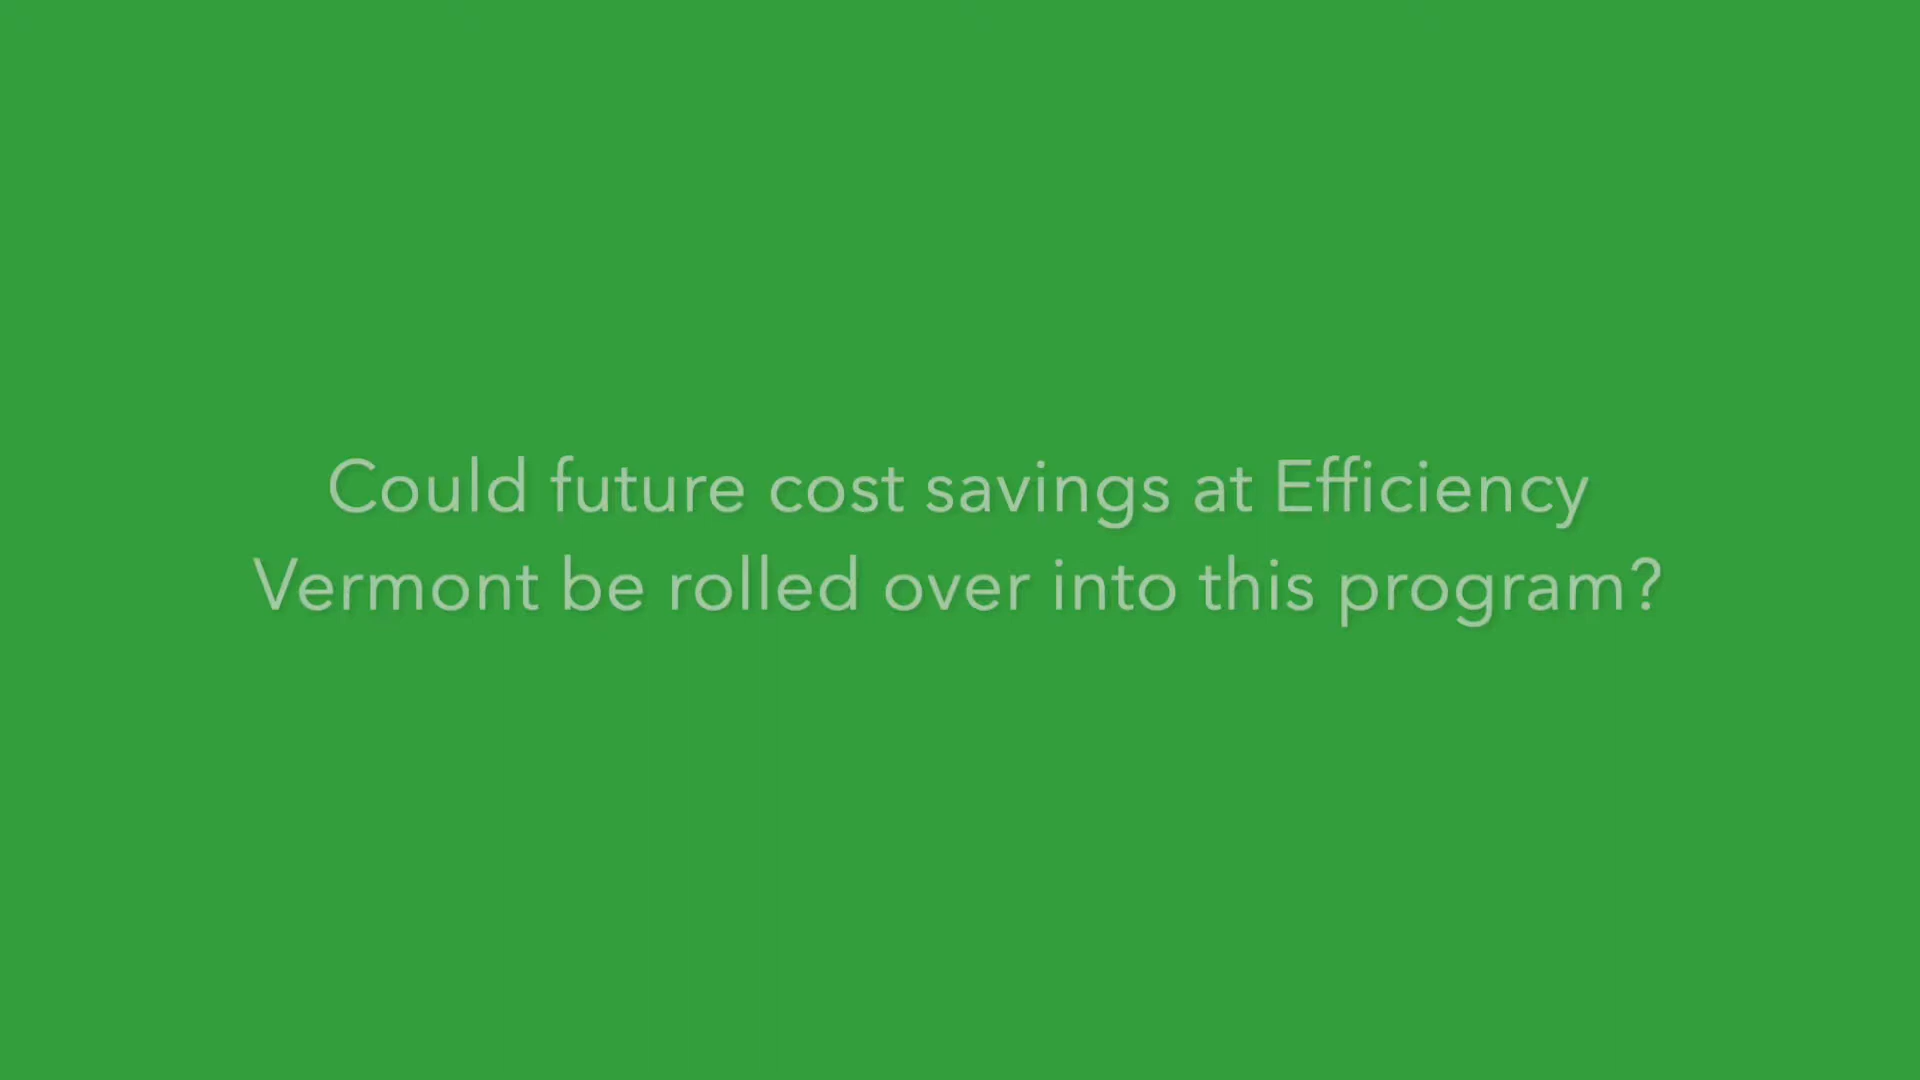 Could future cost savings at Efficiency
Vermont be rolled over into this program?